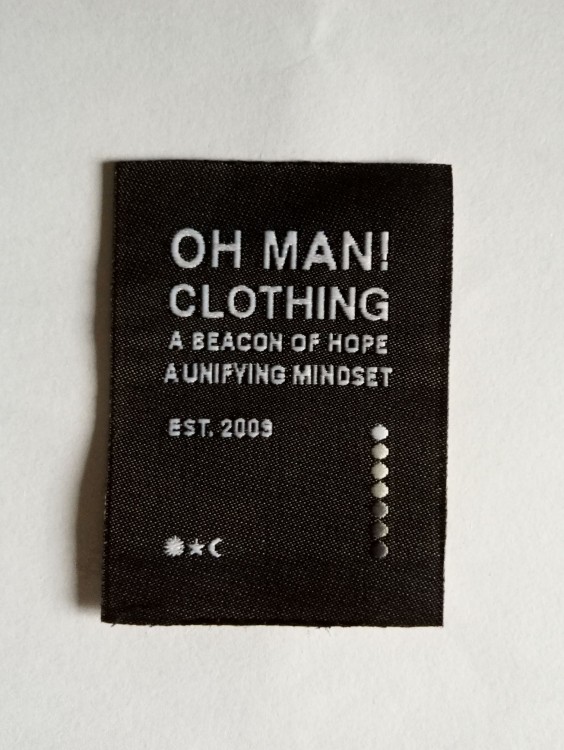 OH MAN!
CLOTHING
A BEACON OF HOPE
A UNIFYING MINDSET
EST. 2009